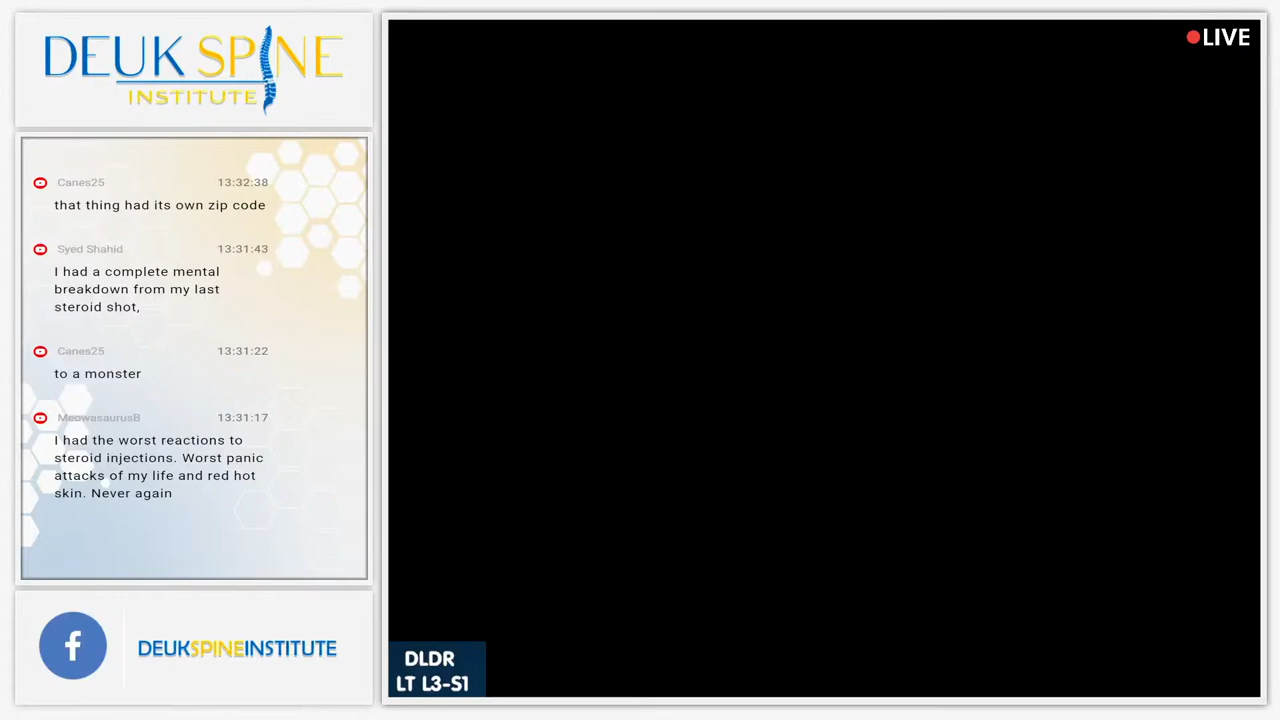 DEUK SPINE
INSTITUTE
Canes25 13:32:38
that thing had its own zip code
Syed Shahid 13:31:43
I had a complete mental
breakdown from my last
steroid shot,
Canes25 13:31:22
to a monster
MeowasaurusB 13:31:17
I had the worst reactions to
steroid injections. Worst panic
attacks of my life and red hot
skin. Never again
f DEUKSPINEINSTITUTE
LIVE
DLDR
LT L3-S1